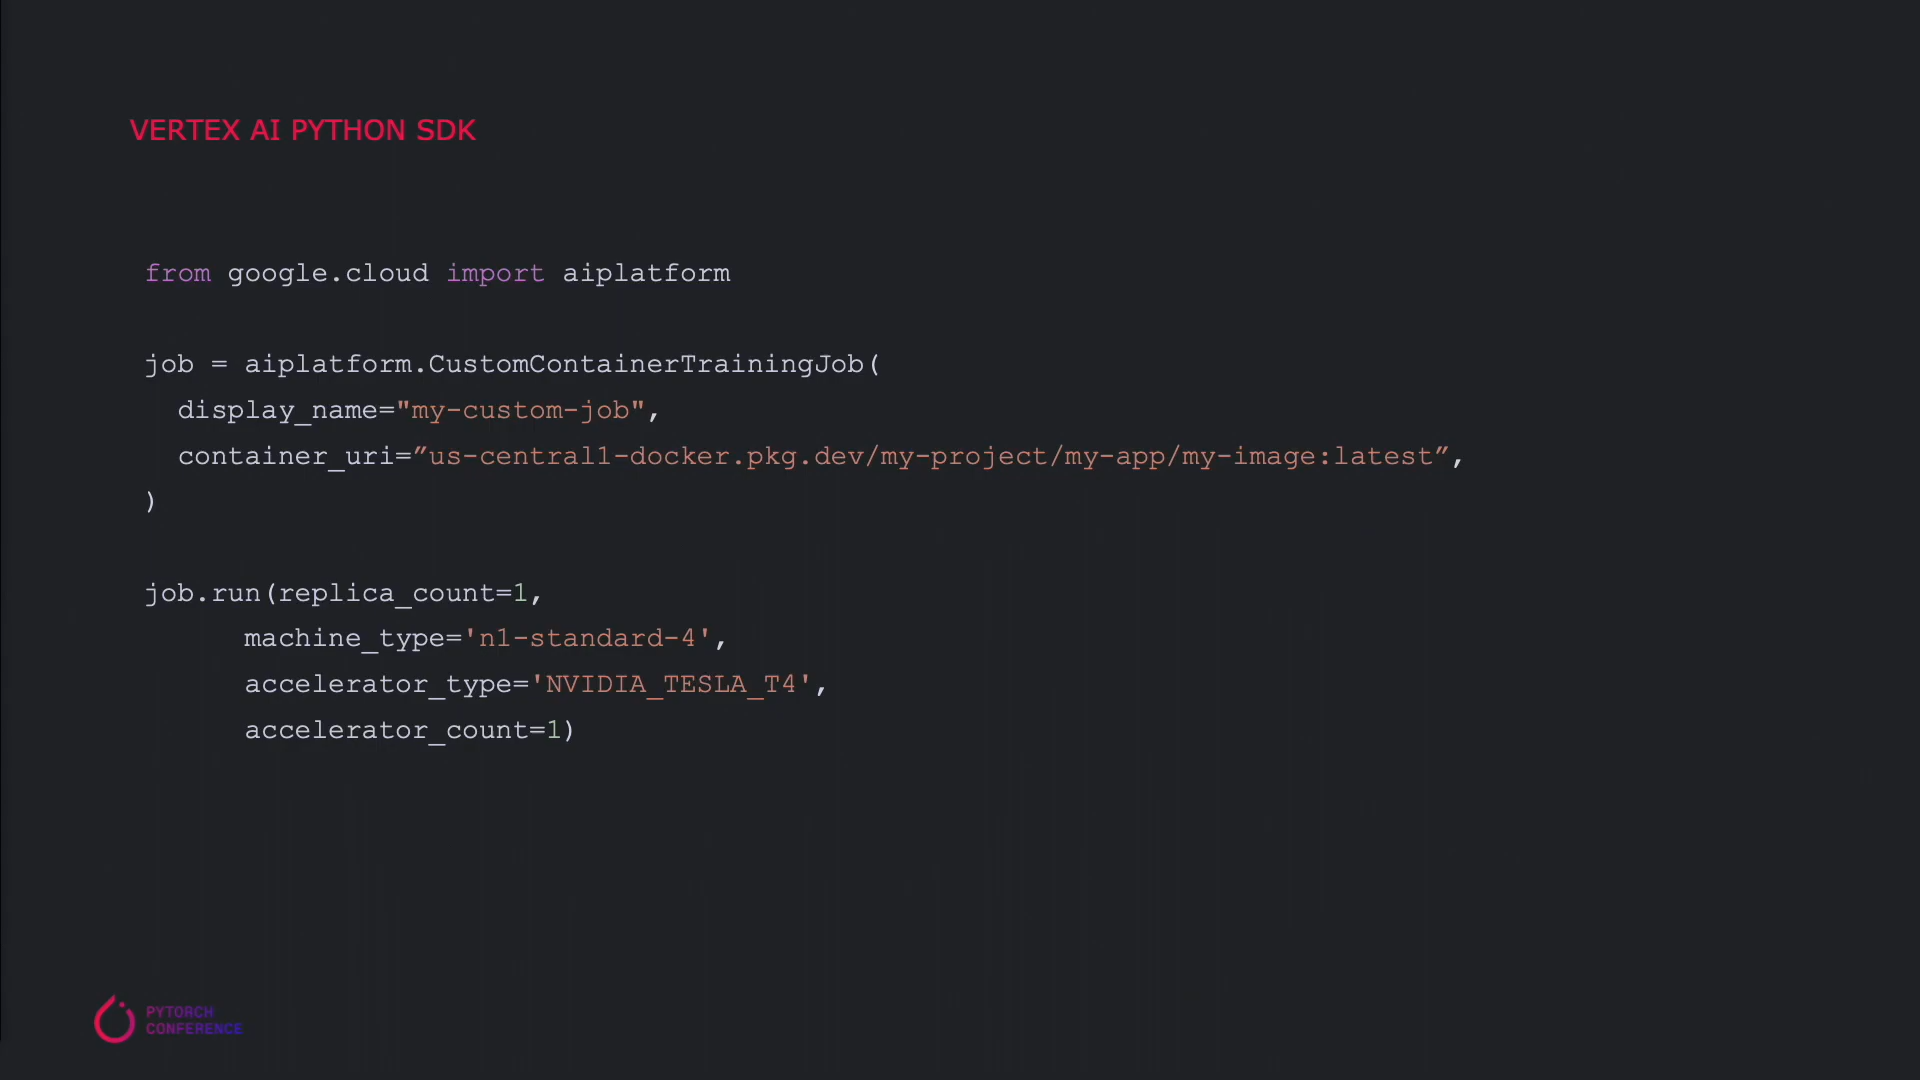 VERTEX AI PYTHON SDK
from google.cloud import aiplatform
job = aiplatform.CustomContainerTrainingJob(
  display_name="my-custom-job",
  container_uri=”us-central1-docker.pkg.dev/my-project/my-app/my-image:latest”,
)
job.run(replica_count=1,
      machine_type='n1-standard-4',
      accelerator_type='NVIDIA_TESLA_T4',
      accelerator_count=1)
PYTORCH
CONFERENCE